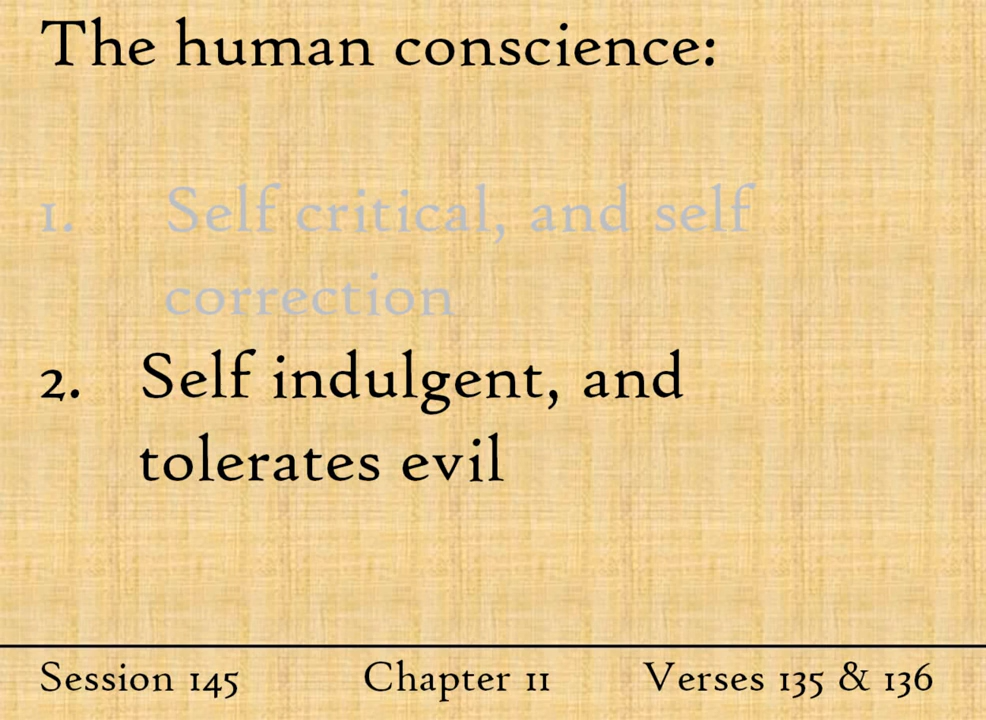 The human conscience:
1. Self critical, and self
correction
2. Self indulgent, and
tolerates evil
Session 145 Chapter 11 Verses 135 & 136